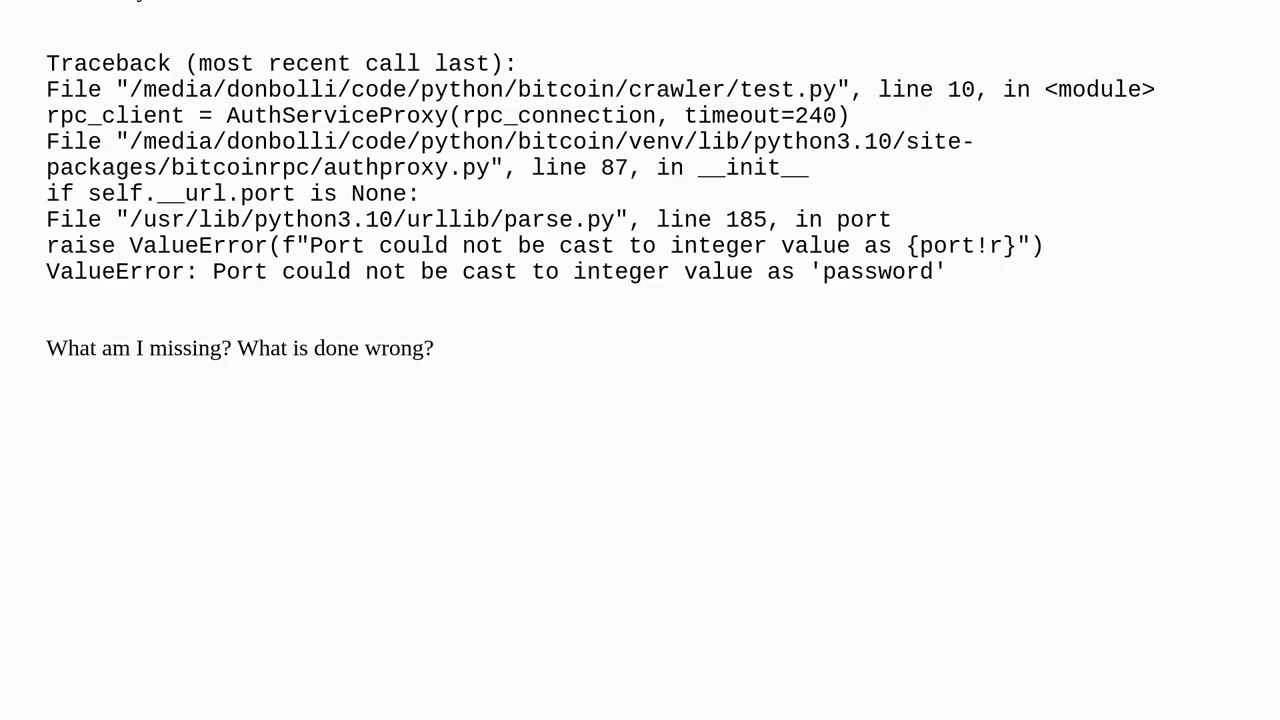 Traceback (most recent call last):
File "/media/donbolli/code/python/bitcoin/crawler/test.py", line 10, in <module>
rpc_client = AuthServiceProxy(rpc_connection, timeout=240)
File "/media/donbolli/code/python/bitcoin/venv/lib/python3.10/site-
packages/bitcoinrpc/authproxy.py", line 87, in __init__
if self.__url.port is None:
File "/usr/lib/python3.10/urllib/parse.py", line 185, in port
raise ValueError(f"Port could not be cast to integer value as {port!r}")
ValueError: Port could not be cast to integer value as 'password'
What am I missing? What is done wrong?